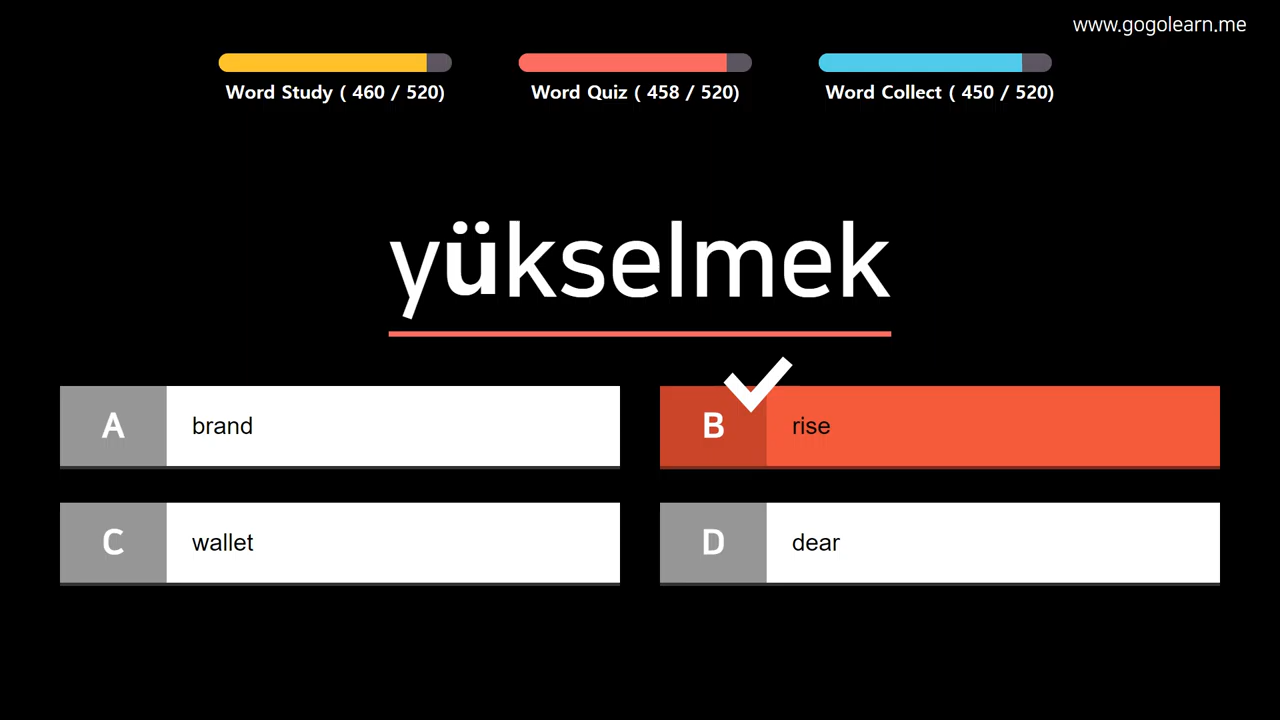 www.gogolearn.me
Word Study ( 460 / 520)
Word Quiz ( 458 / 520)
Word Collect ( 450 / 520)
yükselmek
A brand
B rise
C wallet
D dear